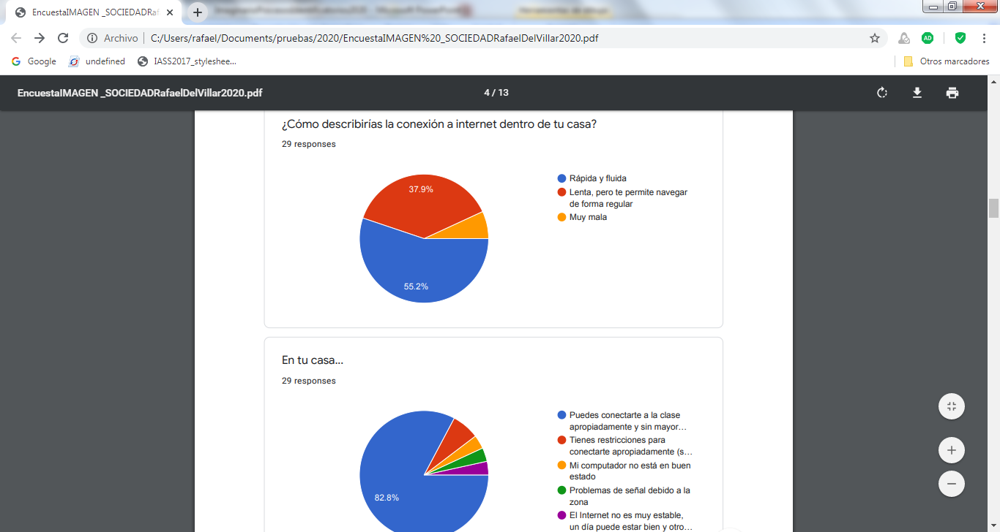 EncuestaIMAGEN _SOCIEDADRaf
Archivo
C:/Users/rafael/Documents/pruebas/2020/EncuestaIMAGEN%20_SOCIEDADRafaelDelVillar2020.pdf
AD
Google
undefined
IASS2017_styleshee...
Otros marcadores
EncuestaIMAGEN _SOCIEDADRafaelDelVillar2020.pdf
4 / 13
¿Cómo describirías la conexión a internet dentro de tu casa?
29 responses
37.9%
55.2%
Rápida y fluida
Lenta, pero te permite navegar
de forma regular
Muy mala
En tu casa...
29 responses
82.8%
Puedes conectarte a la clase
apropiadamente y sin mayor…
Tienes restricciones para
conectarte apropiadamente (s…
Mi computador no está en buen
estado
Problemas de señal debido a la
zona
El Internet no es muy estable,
un día puede estar bien y otro…